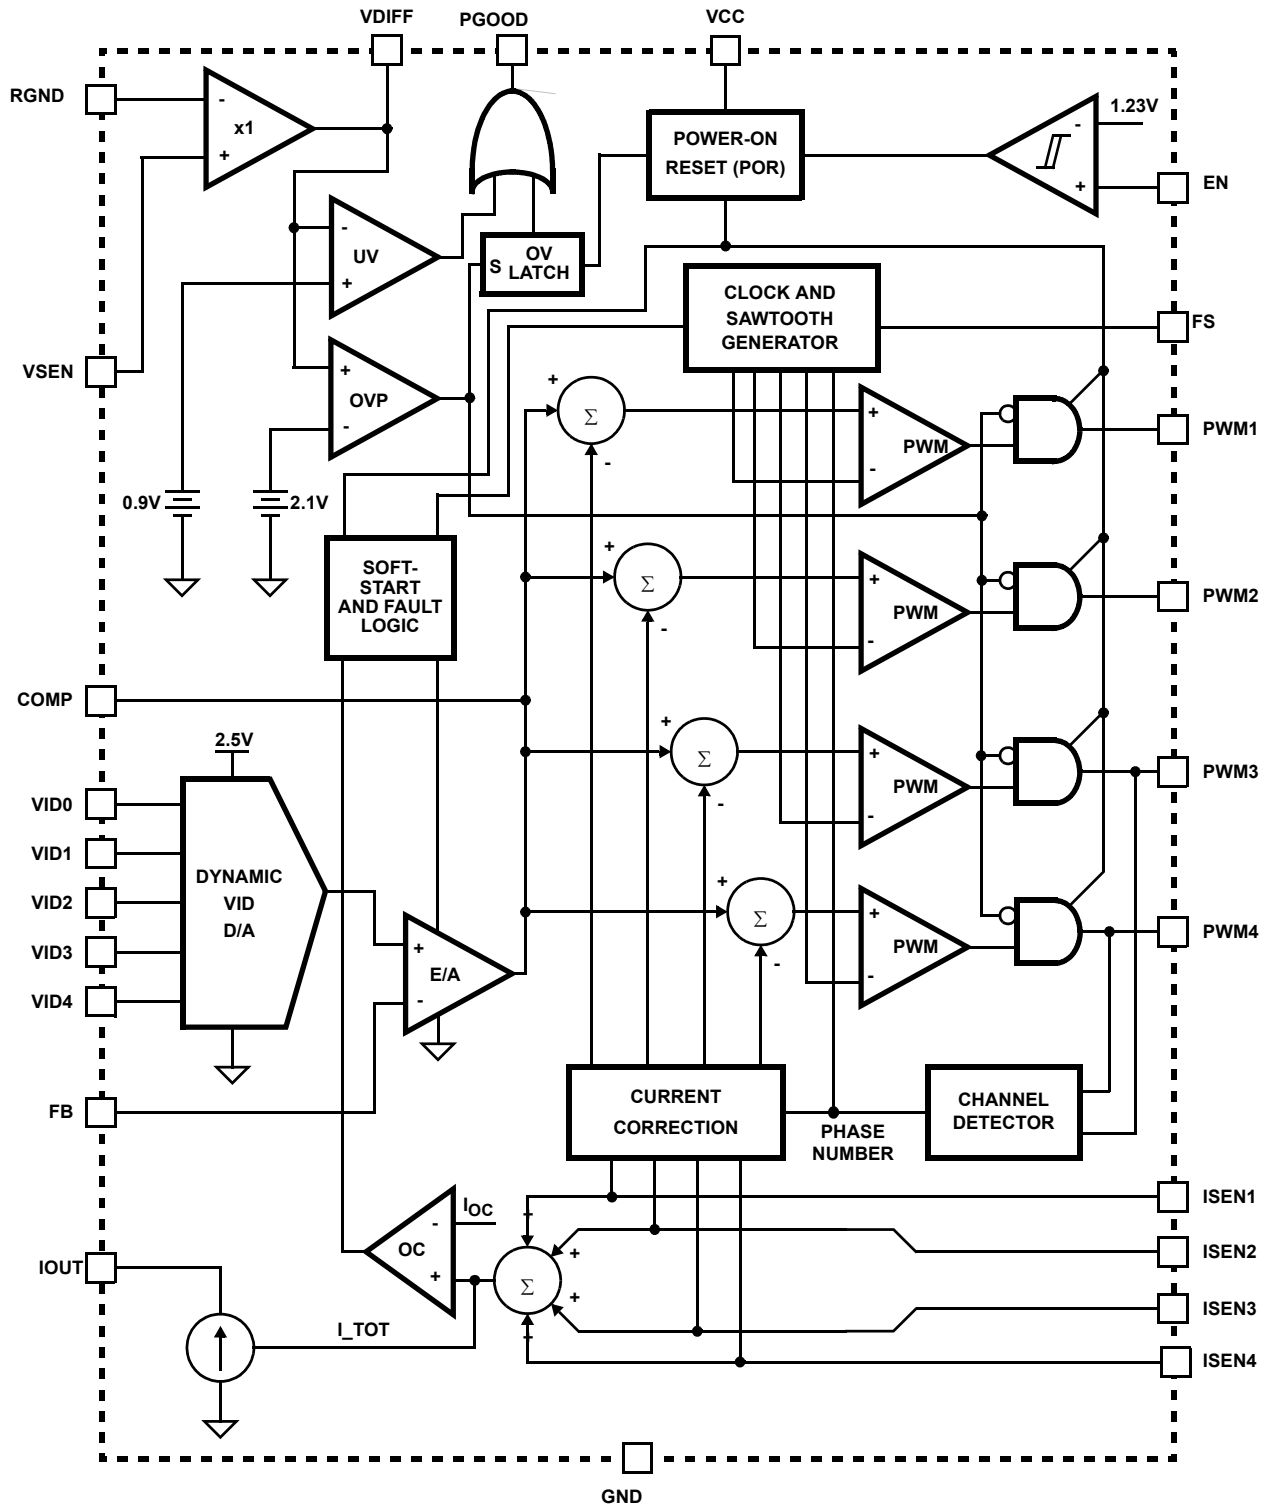 VDIFF
PGOOD
VCC
RGND
-
x1
+
POWER-ON
RESET (POR)
1.23V
-
+
EN
-
UV
+
S
OV
LATCH
CLOCK AND
SAWTOOTH
GENERATOR
FS
VSEN
+
OVP
-
+
Σ
-
+
PWM
-
PWM1
0.9V
2.1V
SOFT-
START
AND FAULT
LOGIC
+
Σ
-
+
PWM
-
PWM2
COMP
2.5V
+
Σ
-
+
PWM
-
PWM3
VID0
VID1
VID2
VID3
VID4
DYNAMIC
VID
D/A
+
E/A
-
+
Σ
-
+
PWM
-
PWM4
FB
CURRENT
CORRECTION
PHASE
NUMBER
CHANNEL
DETECTOR
ISEN1
IOC
-
OC
+
+
+
Σ
+
+
ISEN2
IOUT
ISEN3
I_TOT
ISEN4
GND